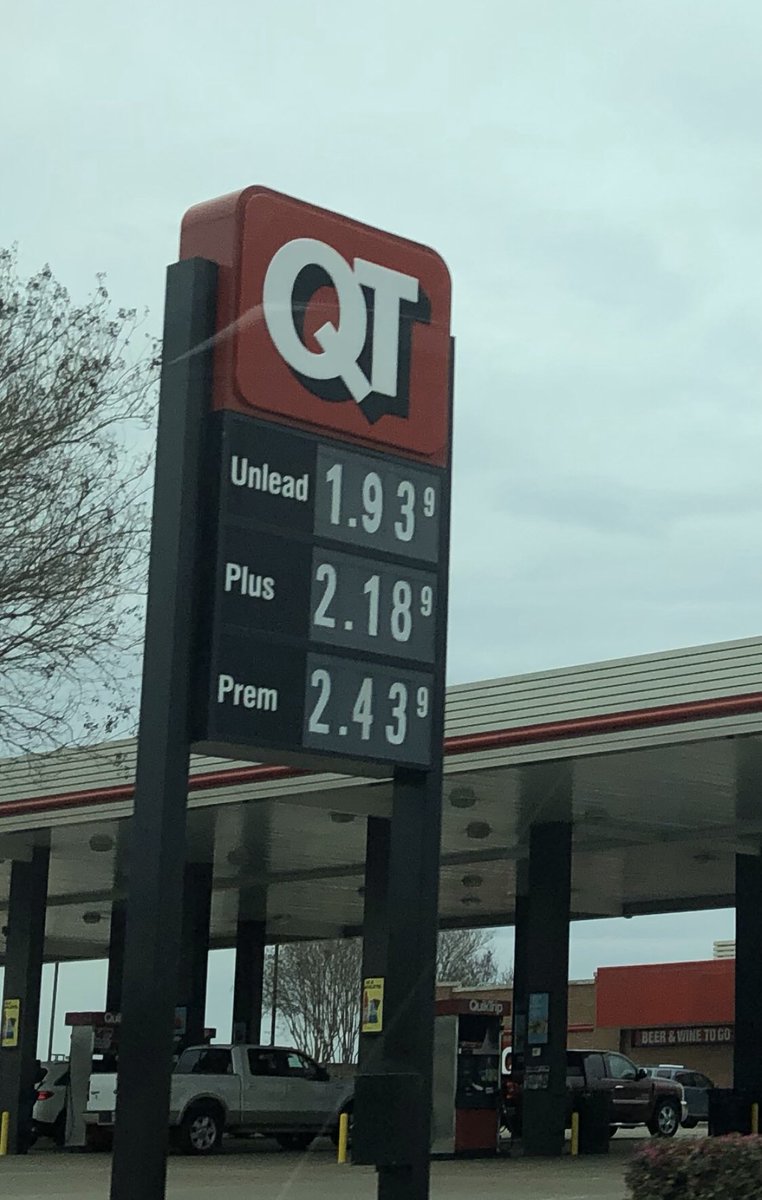 QT
Unlead 1.93 9
Plus 2.18 9
Prem 2.43 9
QuikTrip
BEER & WINE TO GO